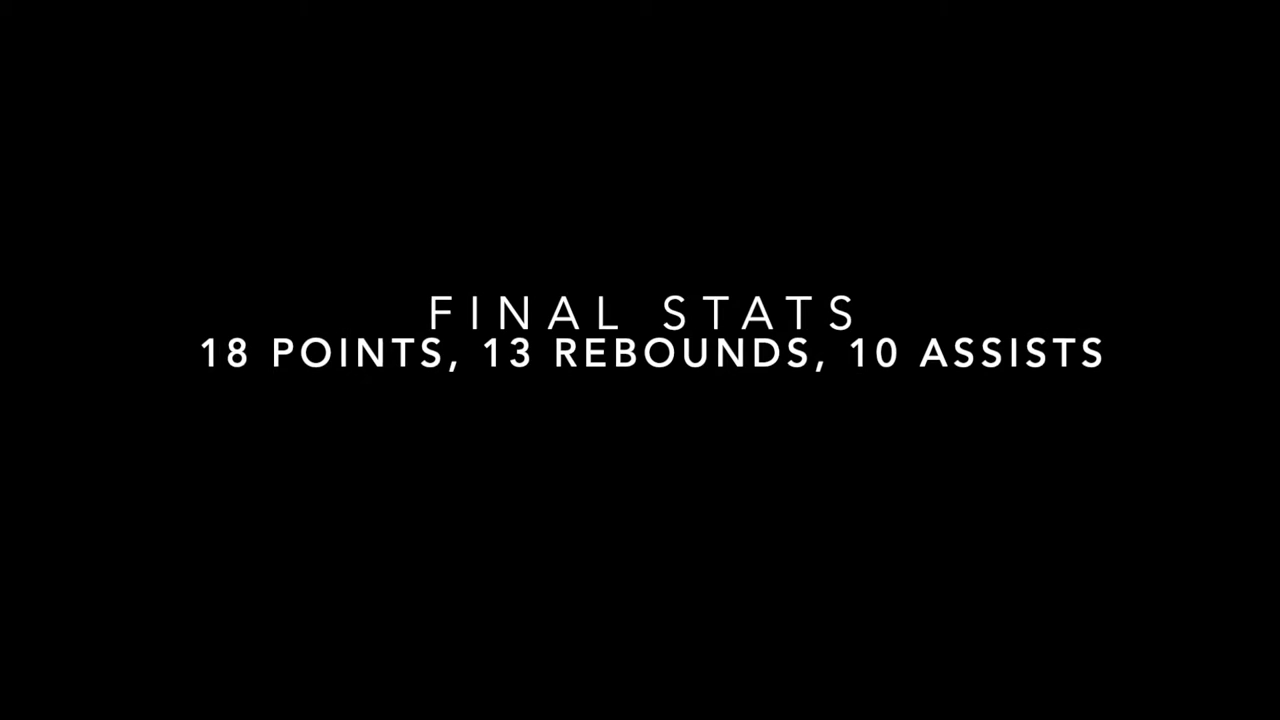 FINAL STATS
18 POINTS, 13 REBOUNDS, 10 ASSISTS